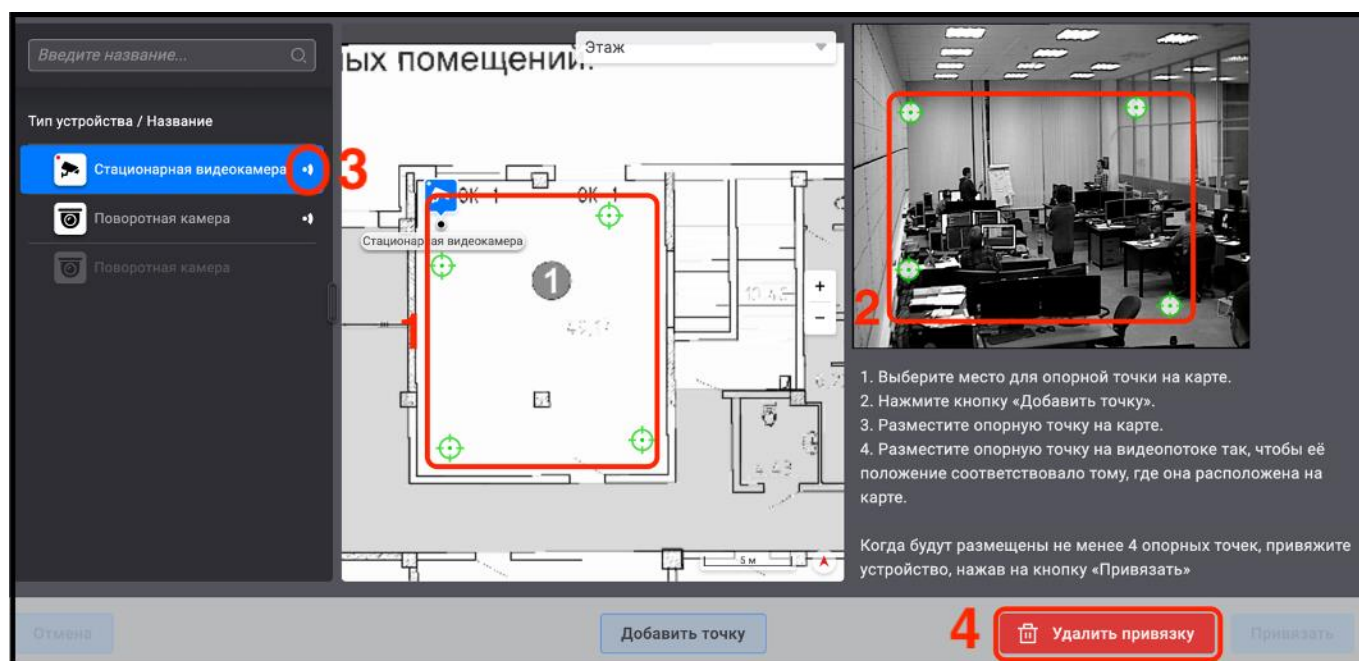 Введите название...
Тип устройства / Название
Стационарная видеокамера
3
Поворотная камера
Поворотная камера
ых помещений.
Этаж
ОК-1
ОК-1
Стационарная видеокамера
1
1
+
−
5 м
2
1. Выберите место для опорной точки на карте.
2. Нажмите кнопку «Добавить точку».
3. Разместите опорную точку на карте.
4. Разместите опорную точку на видеопотоке так, чтобы её
положение соответствовало тому, где она расположена на
карте.
Когда будут размещены не менее 4 опорных точек, привяжите
устройство, нажав на кнопку «Привязать»
Отмена
Добавить точку
4
Удалить привязку
Привязать